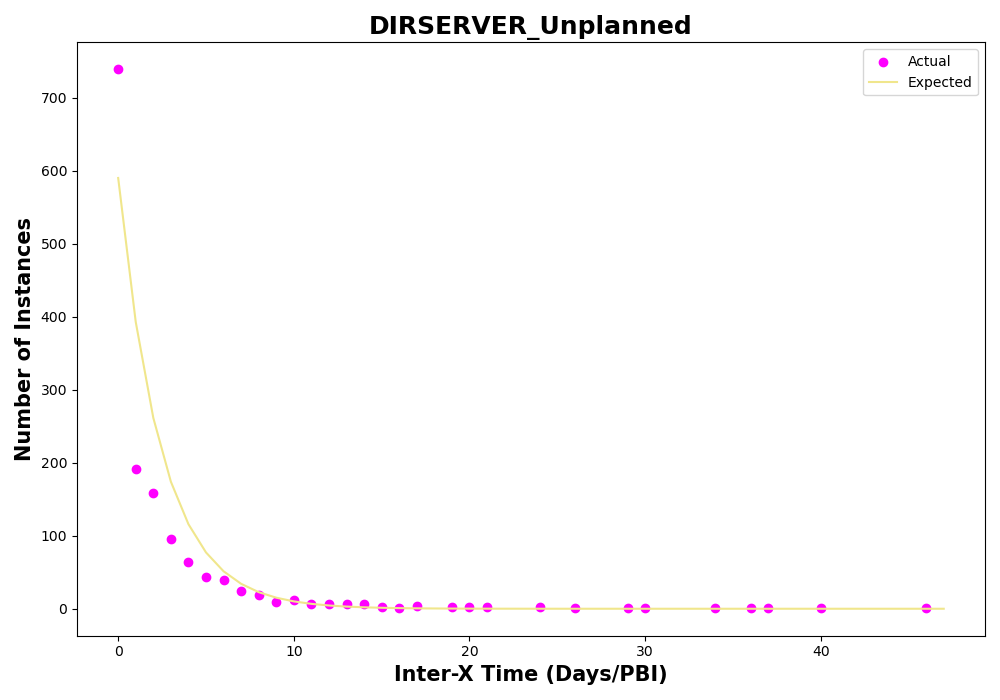 DIRSERVER_Unplanned
Actual
Expected
Number of Instances
700
600
500
400
300
200
100
0
0 10 20 30 40
Inter-X Time (Days/PBI)